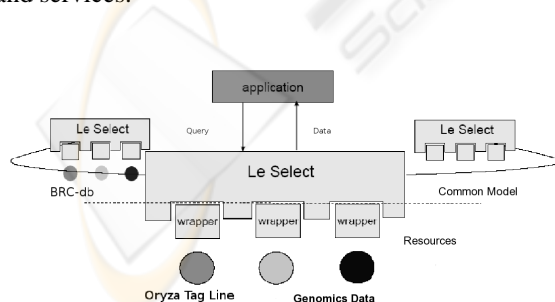 and services.
application
Le Select
Query
Data
Le Select
Le Select
BRC-db
Common Model
wrapper
wrapper
wrapper
Resources
Oryza Tag Line
Genomics Data